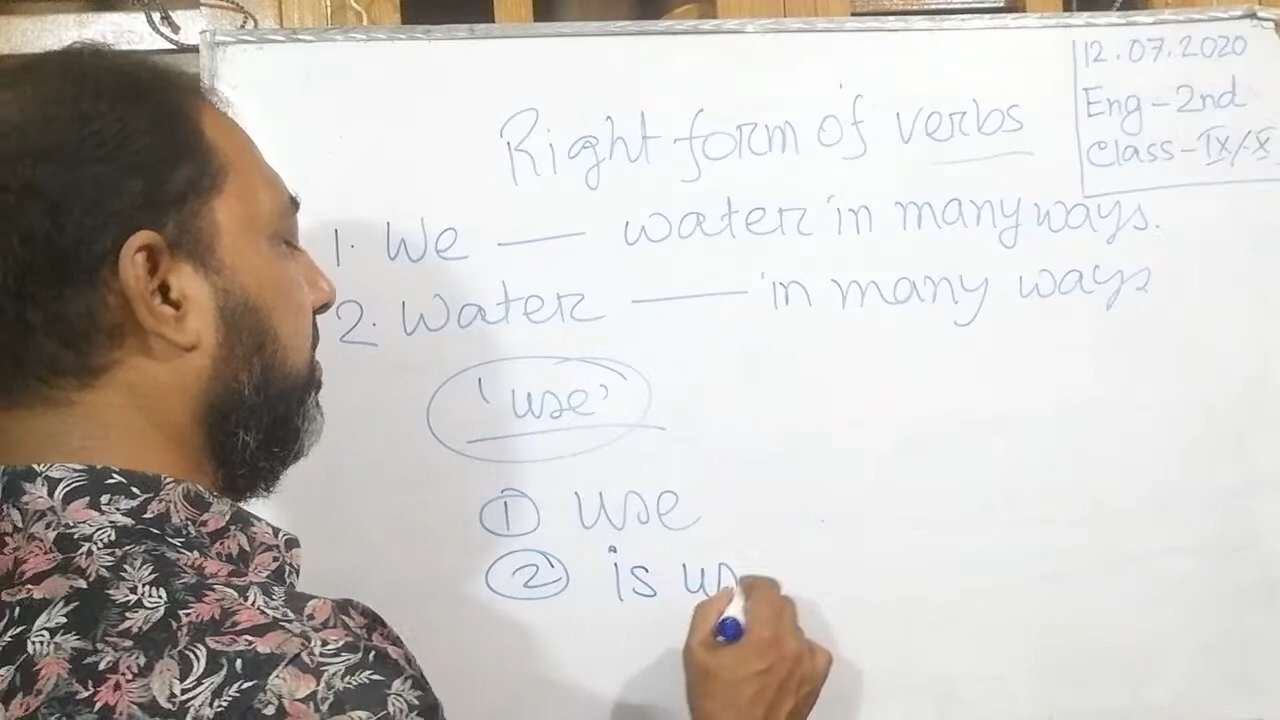 12.07.2020
Eng-2nd
Class-IX/X
Right form of verbs
1. We — water in many ways.
2. Water — in many ways
'use'
① use
② is us